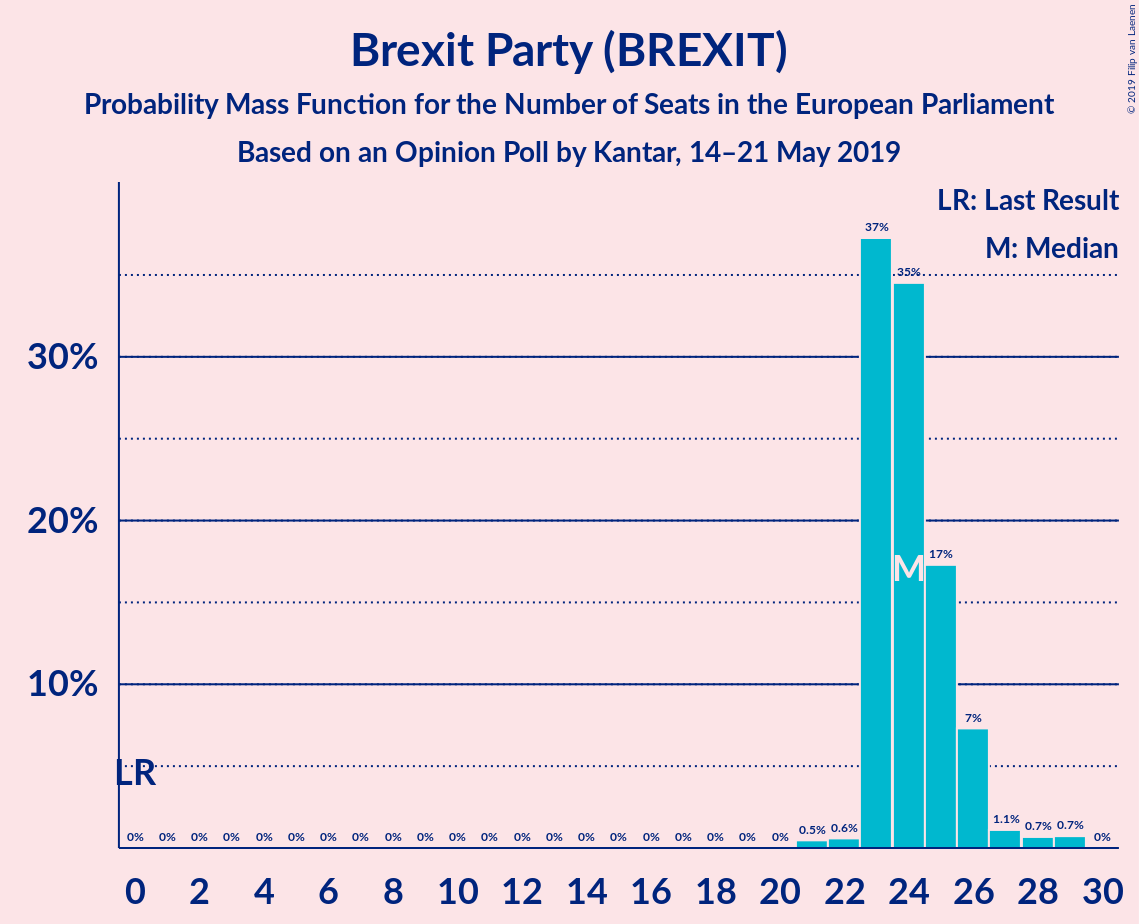 Brexit Party (BREXIT)
Probability Mass Function for the Number of Seats in the European Parliament
Based on an Opinion Poll by Kantar, 14–21 May 2019
© 2019 Filip van Laenen
LR: Last Result
M: Median
37%
35%
30%
20%
17%
M
10%
7%
LR
0% 0% 0% 0% 0% 0% 0% 0% 0% 0% 0% 0% 0% 0% 0% 0% 0% 0% 0% 0% 0% 0.5% 0.6% 1.1% 0.7% 0.7% 0%
0 2 4 6 8 10 12 14 16 18 20 22 24 26 28 30